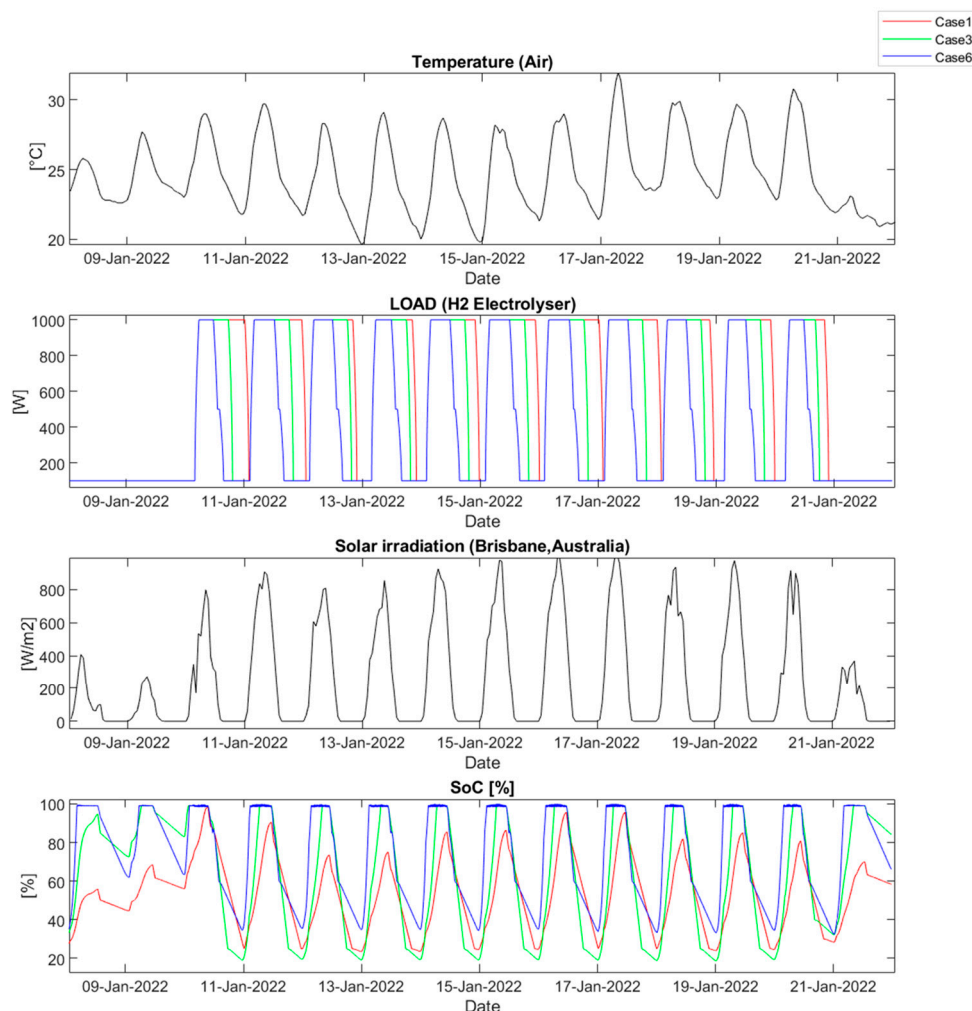 Case1
Case3
Case6
Temperature (Air)
30
25
20
[°C]
09-Jan-2022 11-Jan-2022 13-Jan-2022 15-Jan-2022 17-Jan-2022 19-Jan-2022 21-Jan-2022
Date
LOAD (H2 Electrolyser)
1000
800
600
400
200
[W]
09-Jan-2022 11-Jan-2022 13-Jan-2022 15-Jan-2022 17-Jan-2022 19-Jan-2022 21-Jan-2022
Date
Solar irradiation (Brisbane,Australia)
800
600
400
200
0
[W/m2]
09-Jan-2022 11-Jan-2022 13-Jan-2022 15-Jan-2022 17-Jan-2022 19-Jan-2022 21-Jan-2022
Date
SoC [%]
100
80
60
40
20
[%]
09-Jan-2022 11-Jan-2022 13-Jan-2022 15-Jan-2022 17-Jan-2022 19-Jan-2022 21-Jan-2022
Date